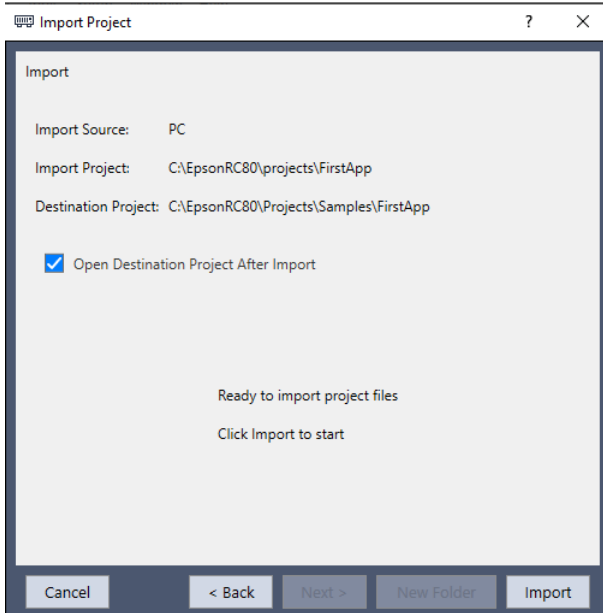 Import Project ?
Import
Import Source: PC
Import Project: C:\EpsonRC80\projects\FirstApp
Destination Project: C:\EpsonRC80\Projects\Samples\FirstApp
Open Destination Project After Import
Ready to import project files
Click Import to start
Cancel < Back Next > New Folder Import